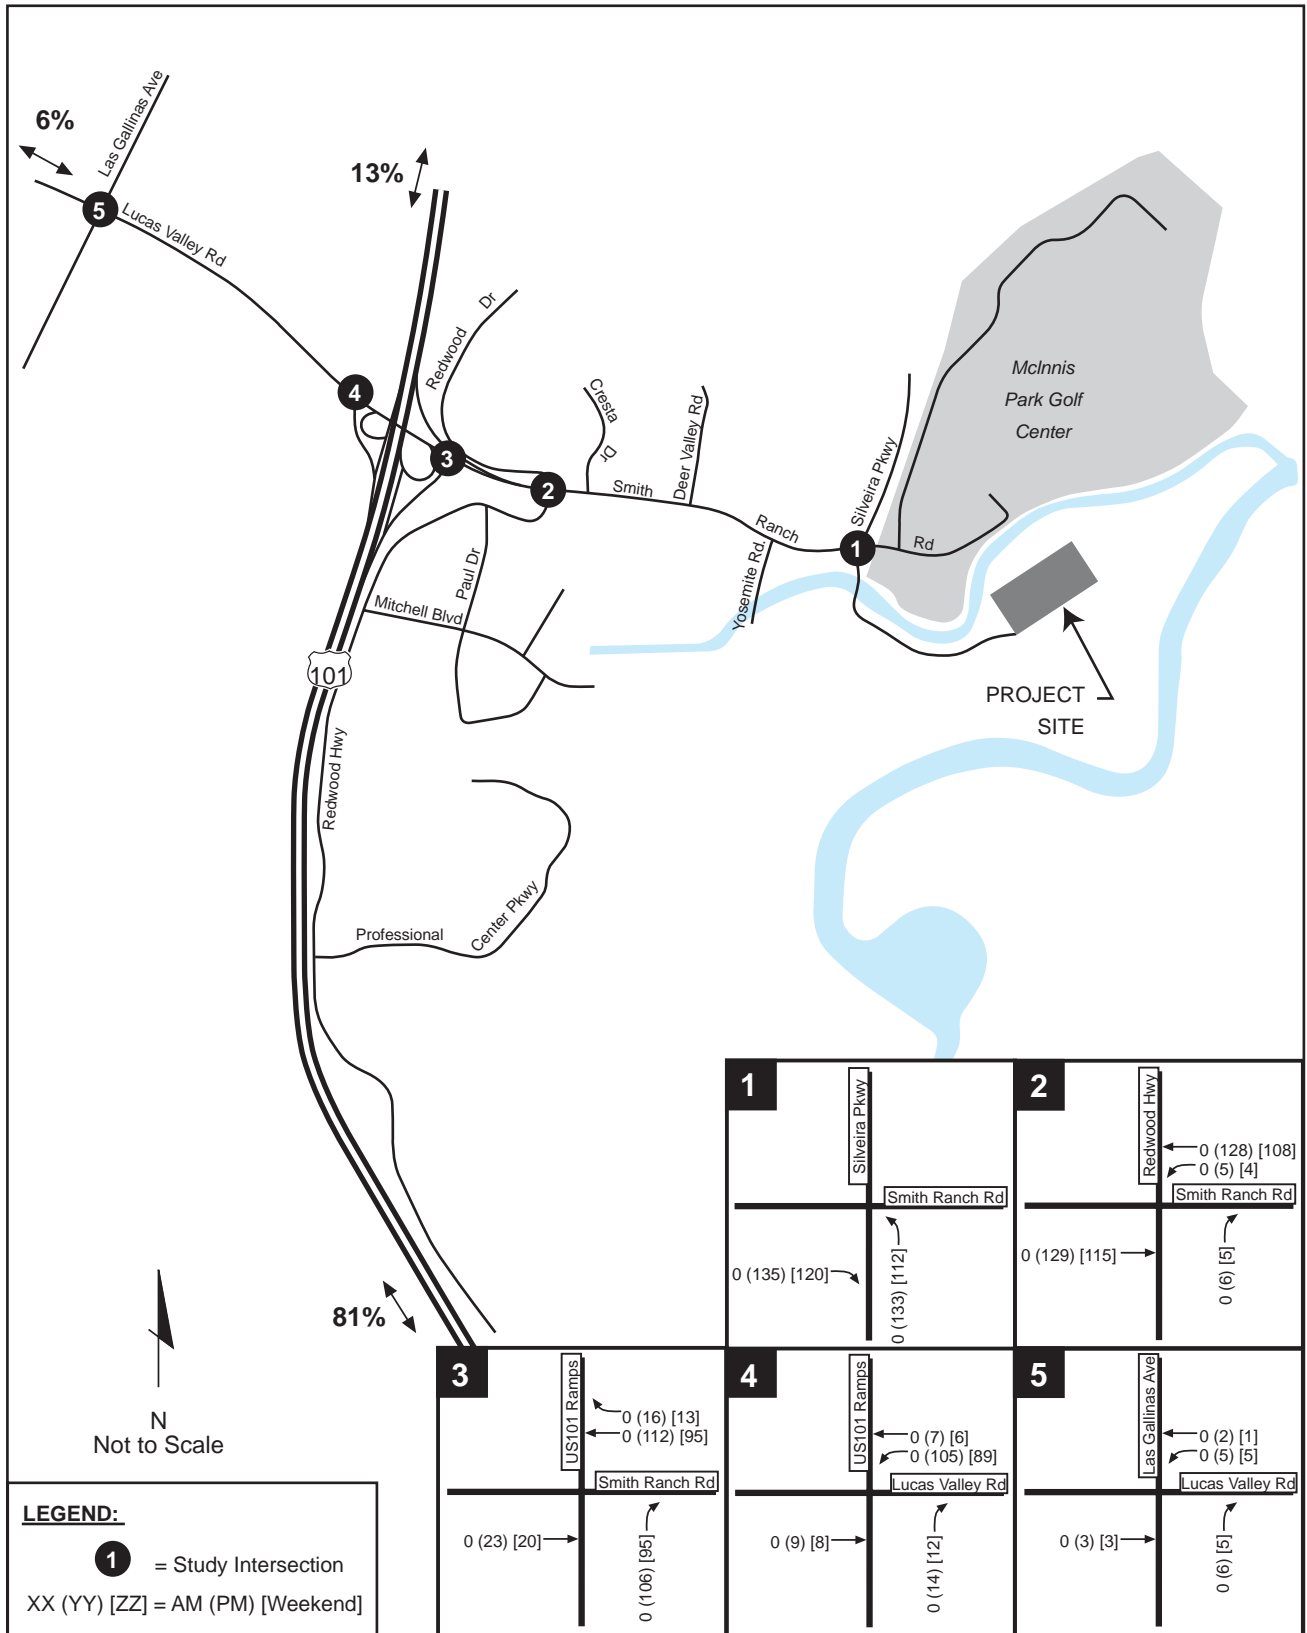 6%
Las Gallinas Ave
13%
5
Lucas Valley Rd
Redwood Dr
4
McInnis
Park Golf
Center
Cresta Dr
Deer Valley Rd
Silveira Pkwy
3
2
Smith Ranch Rd
1
Yosemite Rd.
Paul Dr
Mitchell Blvd
101
PROJECT
SITE
Redwood Hwy
Professional Center Pkwy
81%
N
Not to Scale
1
Silveira Pkwy
Smith Ranch Rd
0 (135) [120]
0 (133) [112]
2
Redwood Hwy
0 (128) [108]
0 (5) [4]
Smith Ranch Rd
0 (129) [115]
0 (6) [5]
3
US101 Ramps
0 (16) [13]
0 (112) [95]
Smith Ranch Rd
0 (23) [20]
0 (106) [95]
4
US101 Ramps
0 (7) [6]
0 (105) [89]
Lucas Valley Rd
0 (9) [8]
0 (14) [12]
5
Las Gallinas Ave
0 (2) [1]
0 (5) [5]
Lucas Valley Rd
0 (3) [3]
0 (6) [5]
LEGEND:
1 = Study Intersection
XX (YY) [ZZ] = AM (PM) [Weekend]